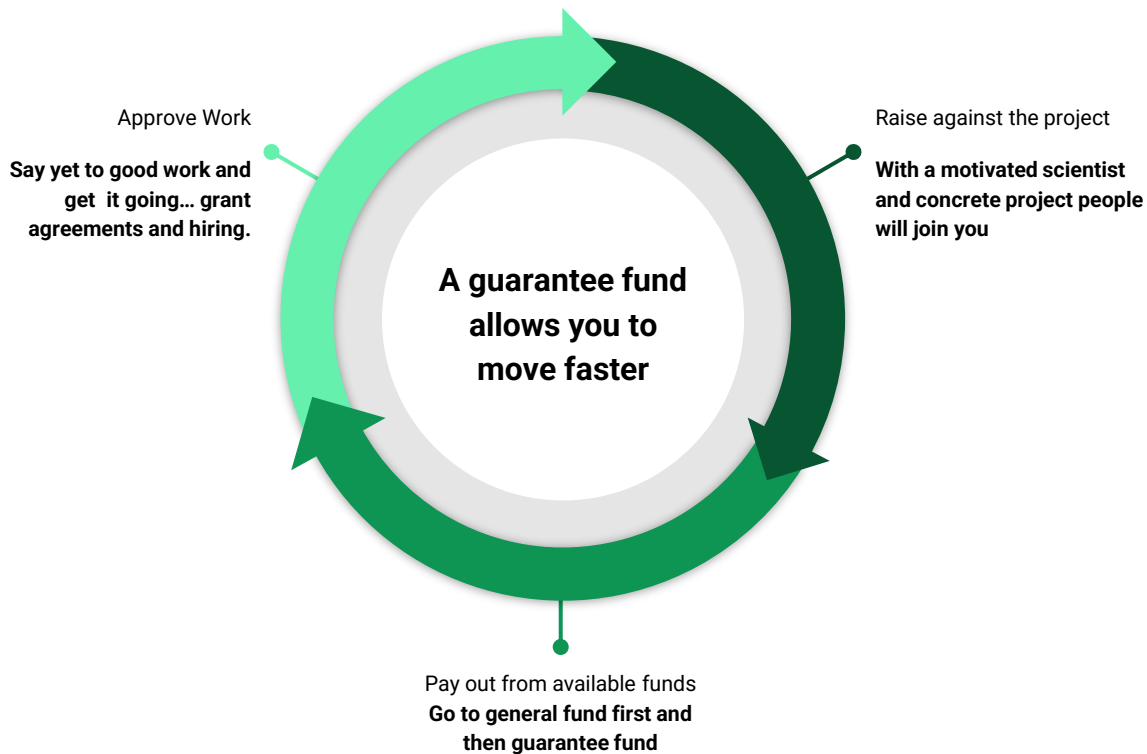 Approve Work
Say yet to good work and
get it going... grant
agreements and hiring.
Raise against the project
With a motivated scientist
and concrete project people
will join you
A guarantee fund
allows you to
move faster
Pay out from available funds
Go to general fund first and
then guarantee fund